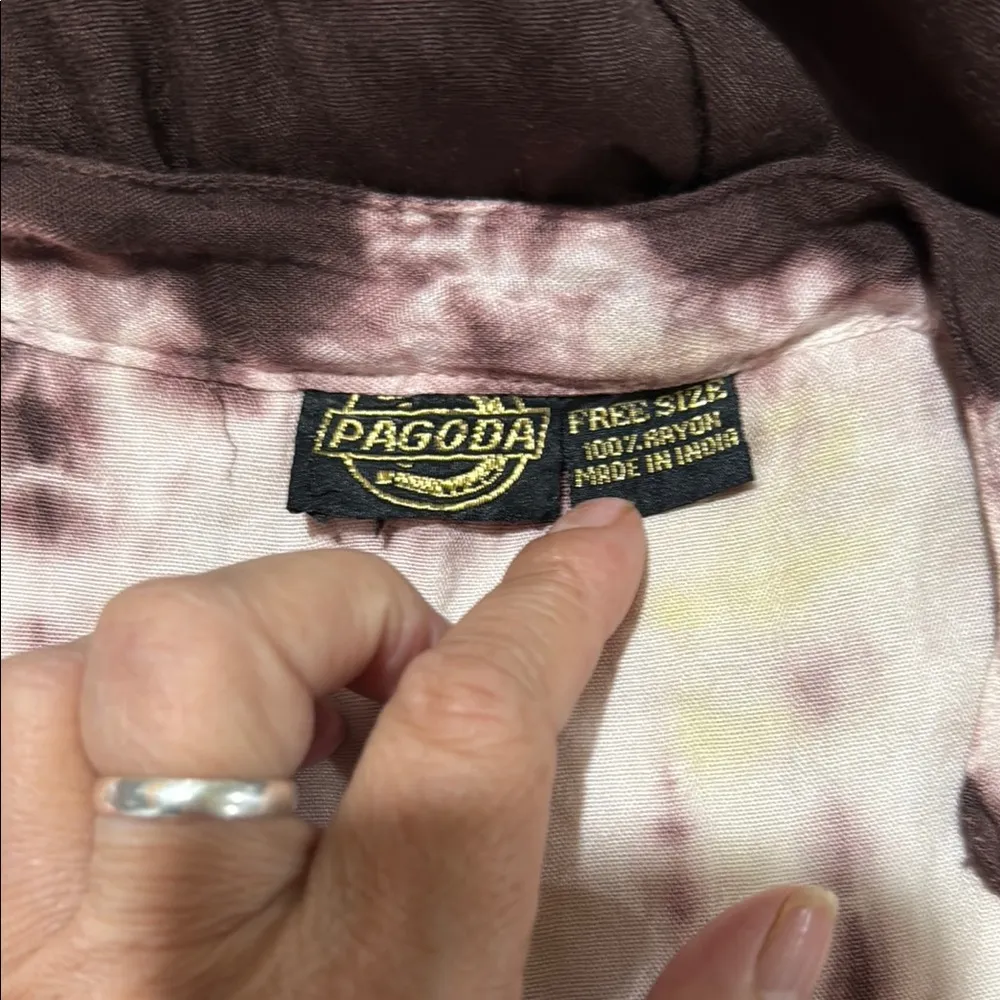 PAGODA
FREE SIZE
100% RAYON
MADE IN INDIA